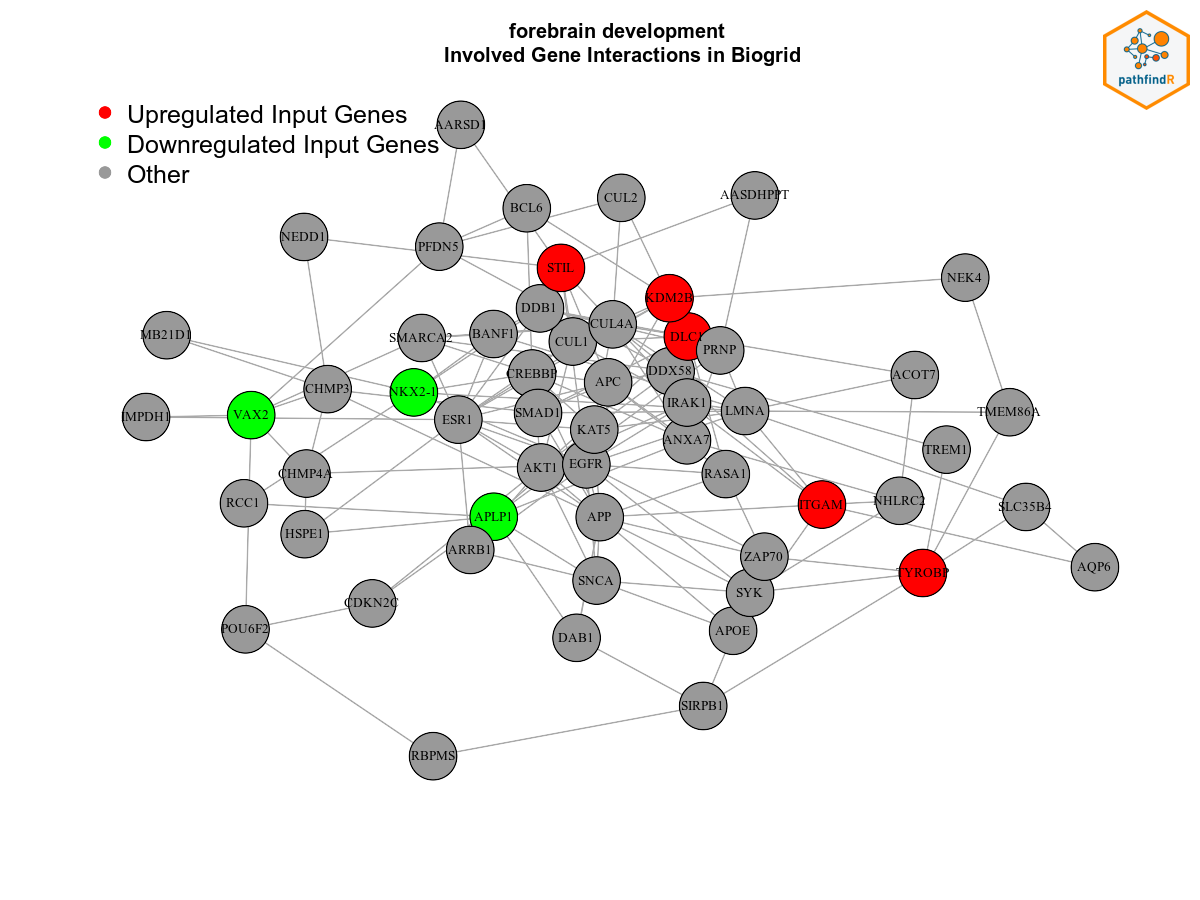 forebrain development
Involved Gene Interactions in Biogrid
pathfindR
Upregulated Input Genes
Downregulated Input Genes
Other
AARSD1
AASDHPPT
CUL2
BCL6
NEDD1
PFDN5
STIL
NEK4
KDM2B
DDB1
CUL4A
MB21D1
SMARCA2
BANF1
CUL1
DLC1
PRNP
CREBBP
APC
DDX58
ACOT7
CHMP3
NKX2-1
IRAK1
LMNA
TMEM86A
IMPDH1
VAX2
ESR1
SMAD1
KAT5
ANXA7
TREM1
CHMP4A
AKT1
EGFR
RASA1
RCC1
APLP1
APP
ITGAM
NHLRC2
SLC35B4
HSPE1
ARRB1
ZAP70
AQP6
TYROBP
SNCA
SYK
CDKN2C
POU6F2
DAB1
APOE
SIRPB1
RBPMS